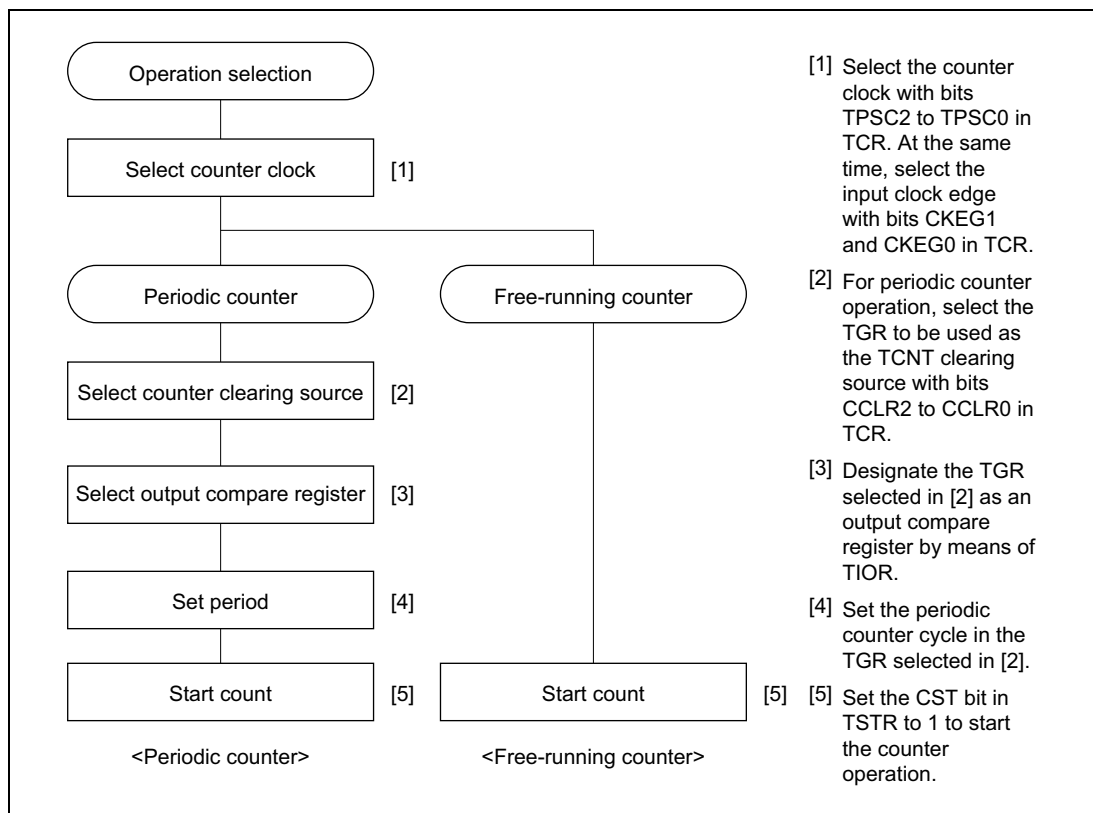 Operation selection
Select counter clock [1]
Periodic counter
Free-running counter
Select counter clearing source [2]
Select output compare register [3]
Set period [4]
Start count [5]
Start count [5]
<Periodic counter>
<Free-running counter>
[1] Select the counter
clock with bits
TPSC2 to TPSC0 in
TCR. At the same
time, select the
input clock edge
with bits CKEG1
and CKEG0 in TCR.
[2] For periodic counter
operation, select the
TGR to be used as
the TCNT clearing
source with bits
CCLR2 to CCLR0 in
TCR.
[3] Designate the TGR
selected in [2] as an
output compare
register by means of
TIOR.
[4] Set the periodic
counter cycle in the
TGR selected in [2].
[5] Set the CST bit in
TSTR to 1 to start
the counter
operation.